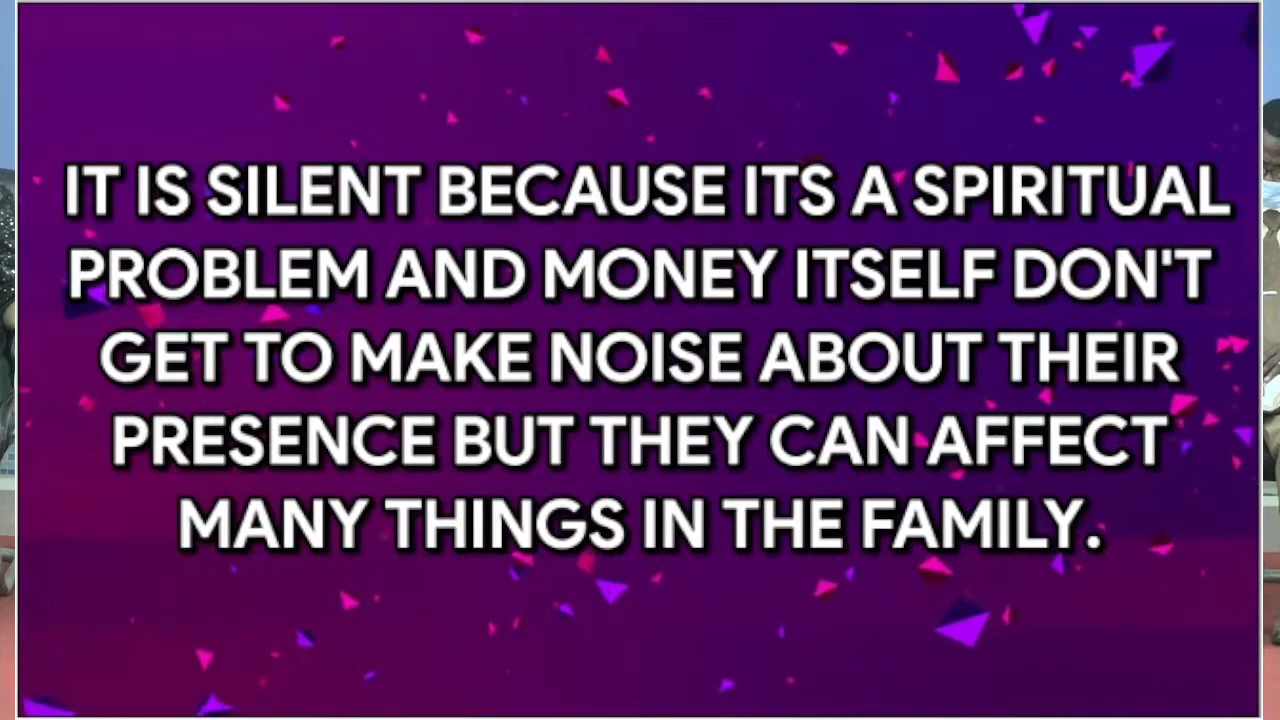 IT IS SILENT BECAUSE ITS A SPIRITUAL
PROBLEM AND MONEY ITSELF DON'T
GET TO MAKE NOISE ABOUT THEIR
PRESENCE BUT THEY CAN AFFECT
MANY THINGS IN THE FAMILY.